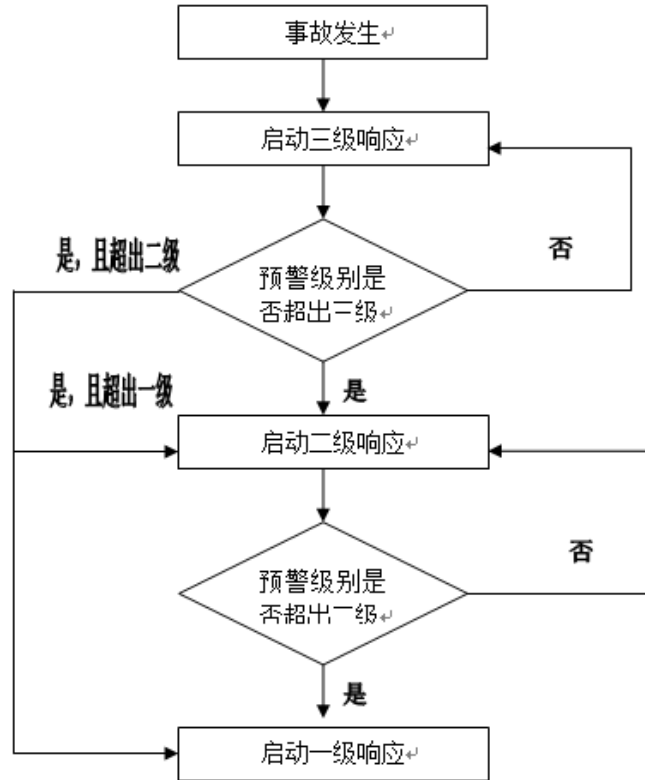 事故发生
启动三级响应
是，且超出二级
否
预警级别是
否超出三级
是，且超出一级
是
启动二级响应
否
预警级别是
否超出二级
是
启动一级响应